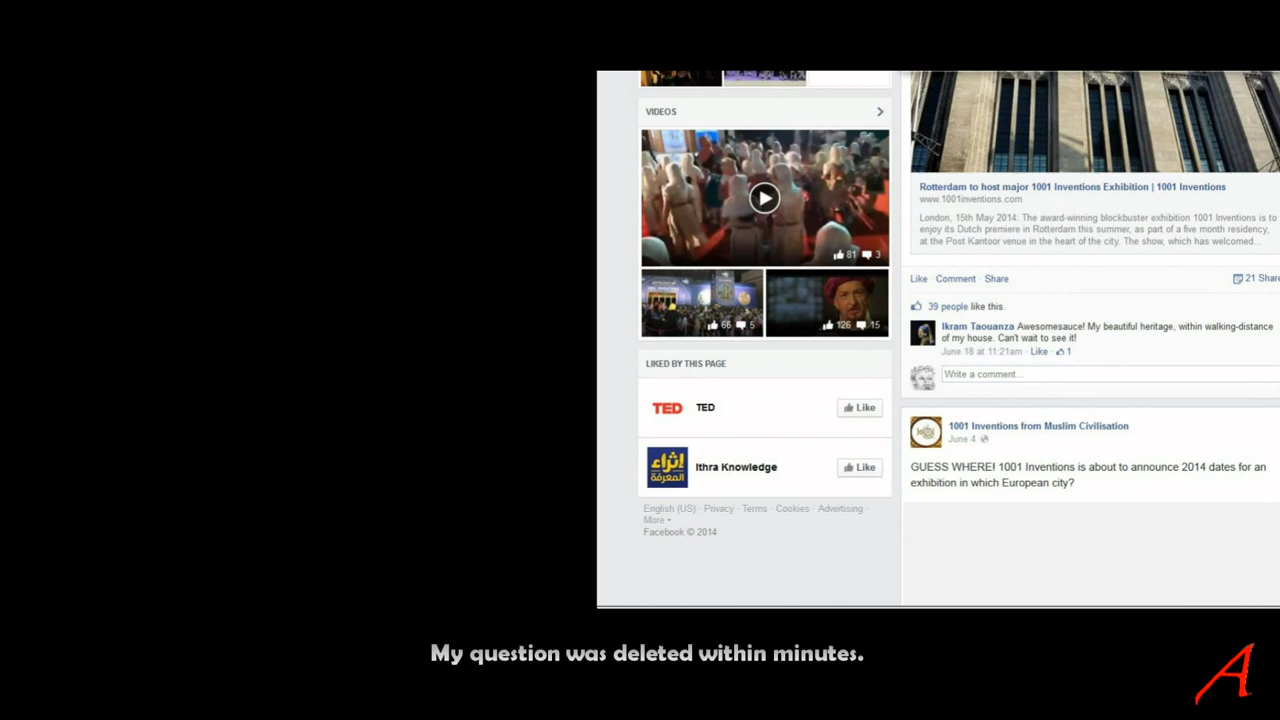 VIDEOS
81 3
66 5
126 15
LIKED BY THIS PAGE
TED TED Like
إثراء
المعرفة
Ithra Knowledge Like
English (US) · Privacy · Terms · Cookies · Advertising ·
More
Facebook © 2014
Rotterdam to host major 1001 Inventions Exhibition | 1001 Inventions
www.1001inventions.com
London, 15th May 2014: The award-winning blockbuster exhibition 1001 Inventions is to
enjoy its Dutch premiere in Rotterdam this summer, as part of a five month residency,
at the Post Kantoor venue in the heart of the city. The show, which has welcomed...
Like · Comment · Share 21 Share
39 people like this.
Ikram Taouanza Awesomesauce! My beautiful heritage, within walking-distance
of my house. Can't wait to see it!
June 18 at 11:21am · Like · 1
Write a comment...
1001 Inventions from Muslim Civilisation
June 4
GUESS WHERE! 1001 Inventions is about to announce 2014 dates for an
exhibition in which European city?
My question was deleted within minutes.
A